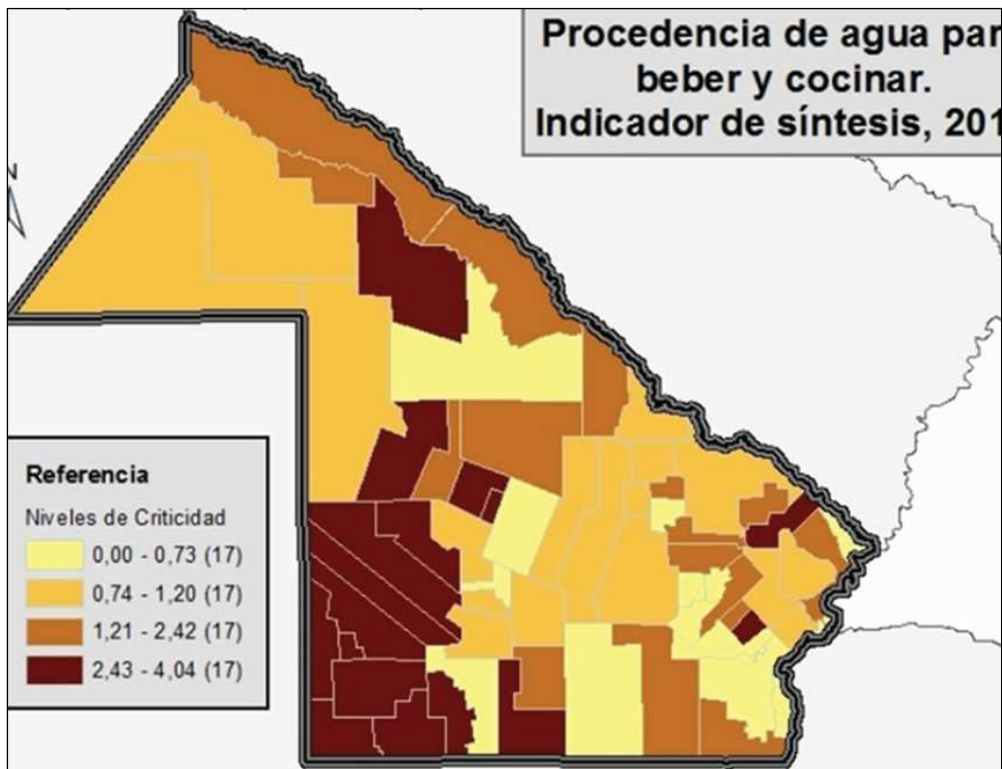 Procedencia de agua par
beber y cocinar.
Indicador de síntesis, 201
N
Referencia
Niveles de Criticidad
0,00 - 0,73 (17)
0,74 - 1,20 (17)
1,21 - 2,42 (17)
2,43 - 4,04 (17)